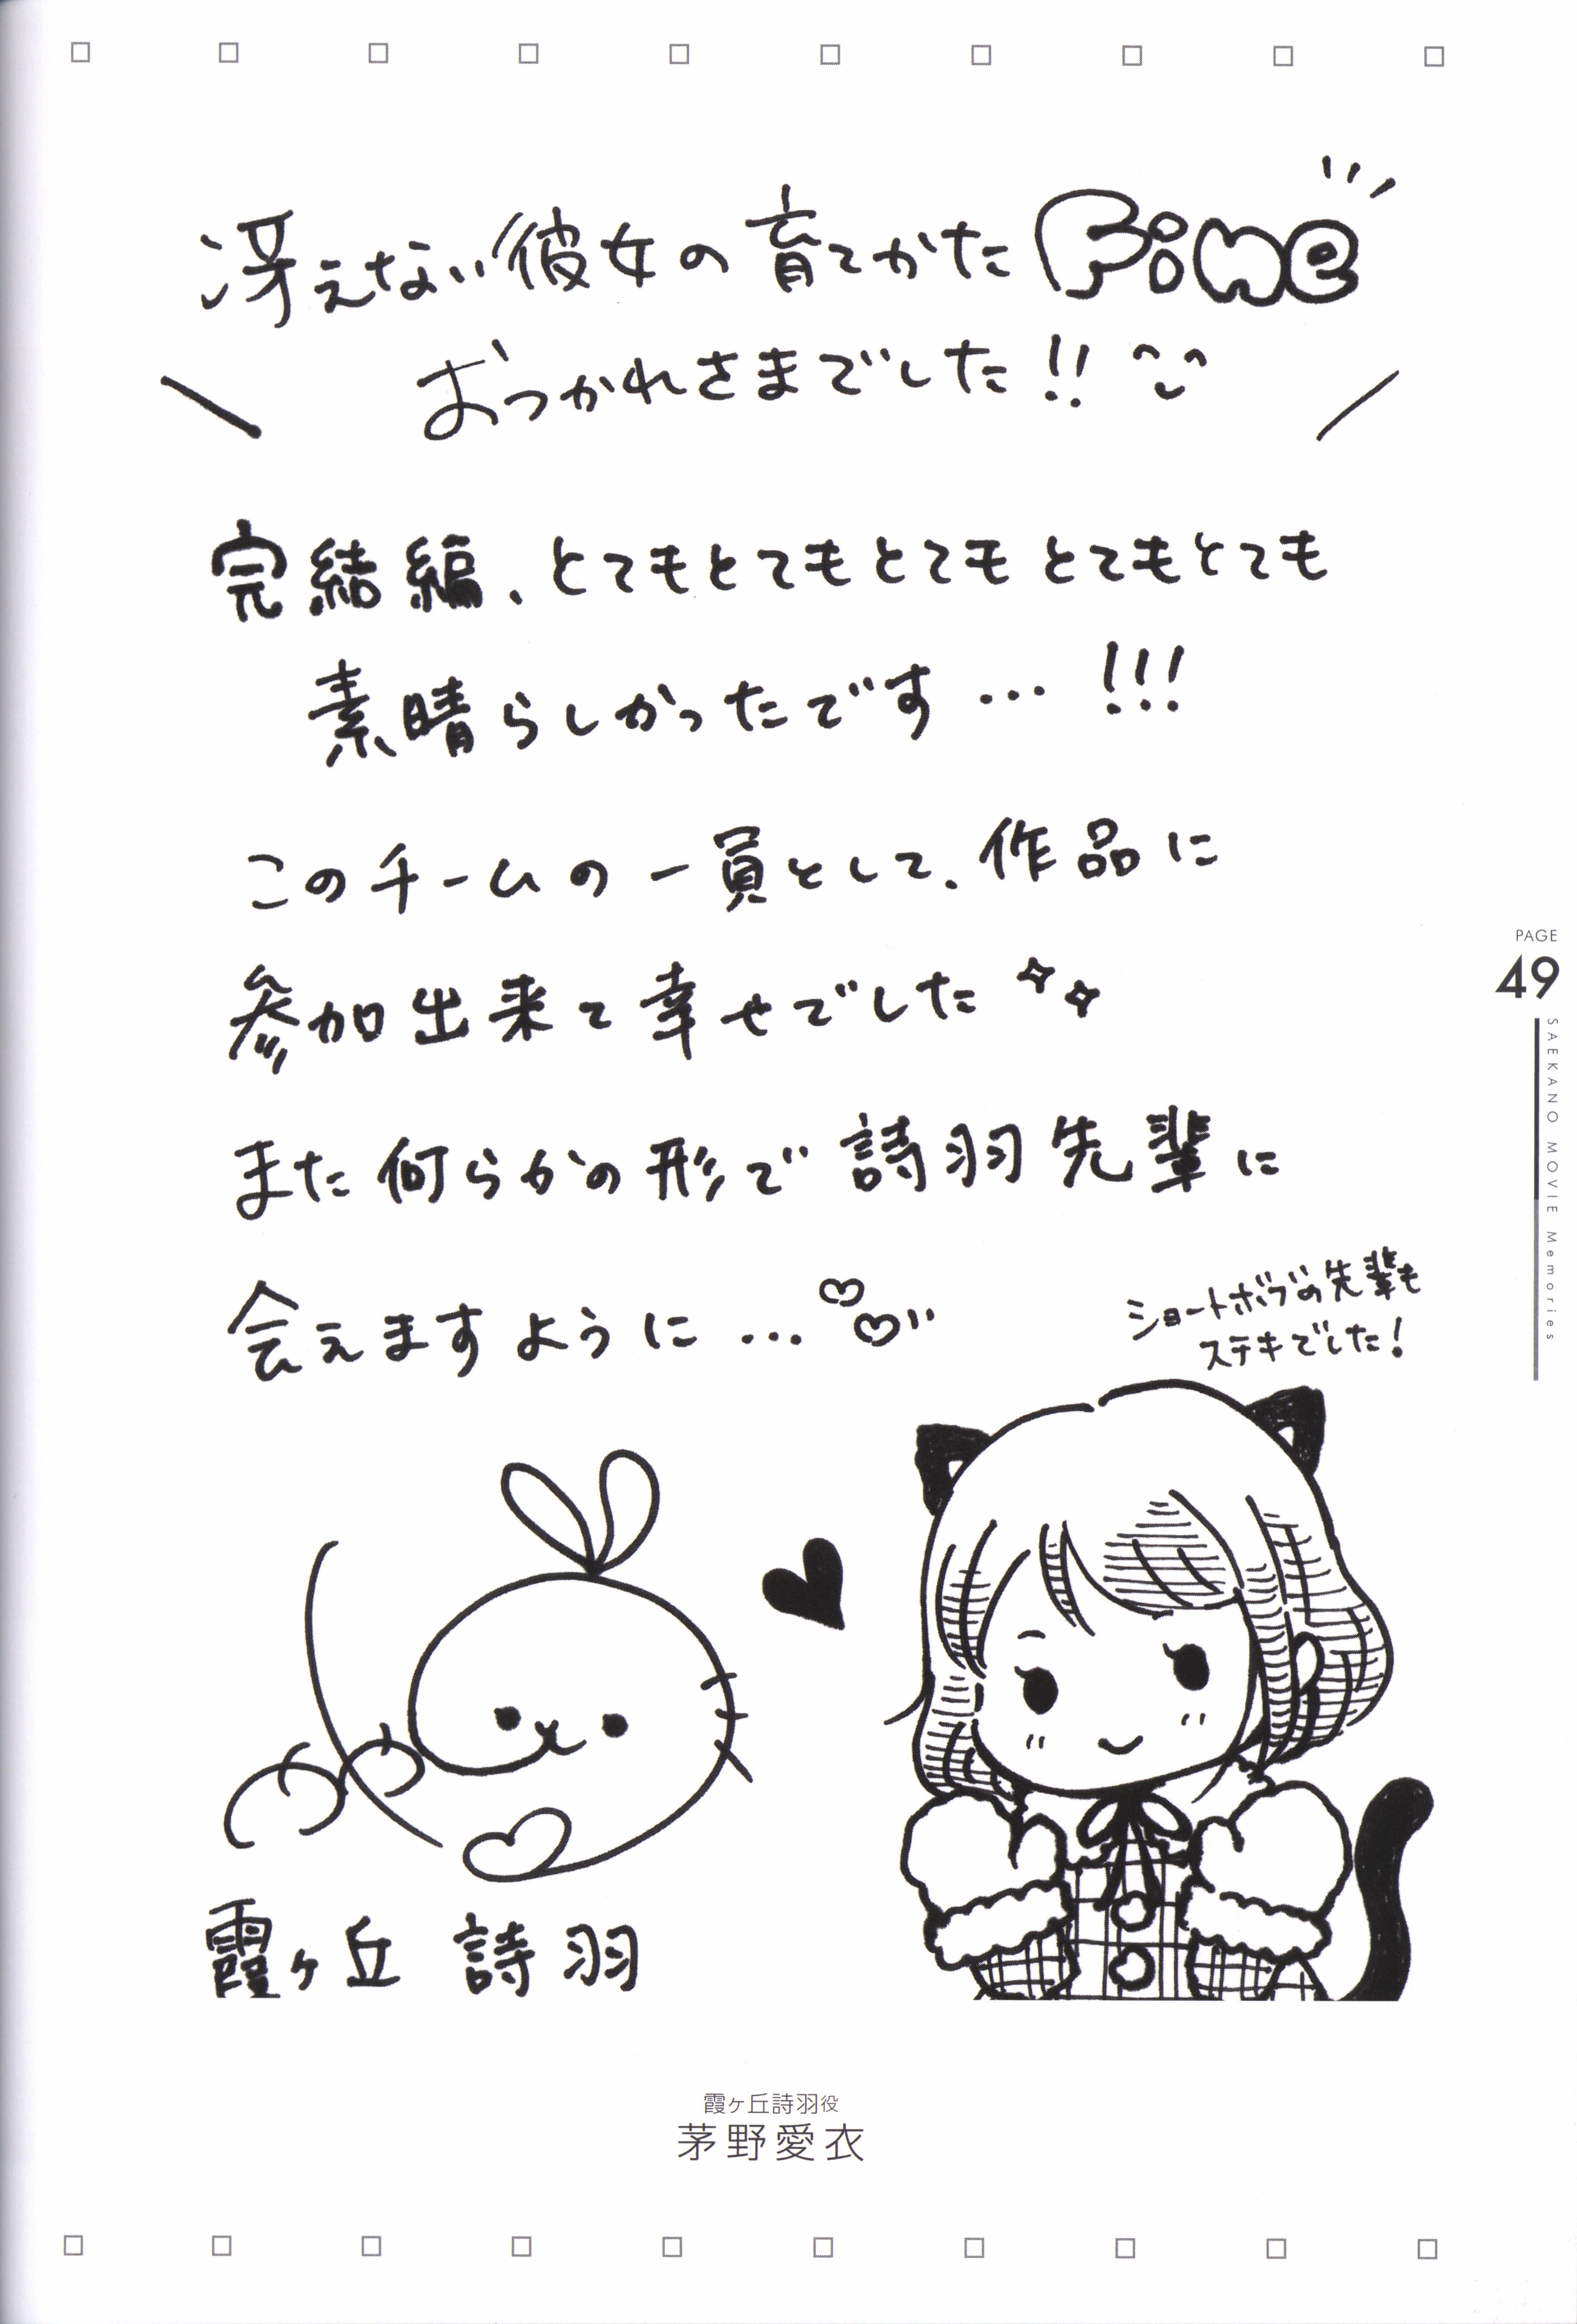 冴えない彼女の育てかた Fine
おつかれさまでした!!
完結編、とてもとてもとてもとてもとても
素晴らしかったです…!!!
このチームの一員として、作品に
参加出来て幸せでした
また何らかの形で詩羽先輩に
会えますように…
ショートボブの先輩も
ステキでした!
霞ヶ丘 詩羽
霞ヶ丘詩羽役
茅野愛衣
PAGE
49
SAEKANO MOVIE Memories